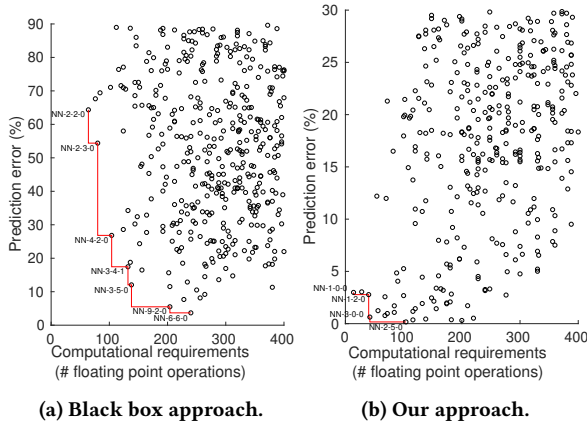 90
80
70
60
50
40
30
20
10
0
Prediction error (%)
NN-2-2-0
NN-2-3-0
NN-4-2-0
NN-3-4-1
NN-3-5-0
NN-9-2-0
NN-6-6-0
0 100 200 300 400
Computational requirements
(# floating point operations)
(a) Black box approach.
30
25
20
15
10
5
0
Prediction error (%)
NN-1-0-0
NN-1-2-0
NN-3-0-0
NN-2-5-0
0 100 200 300 400
Computational requirements
(# floating point operations)
(b) Our approach.